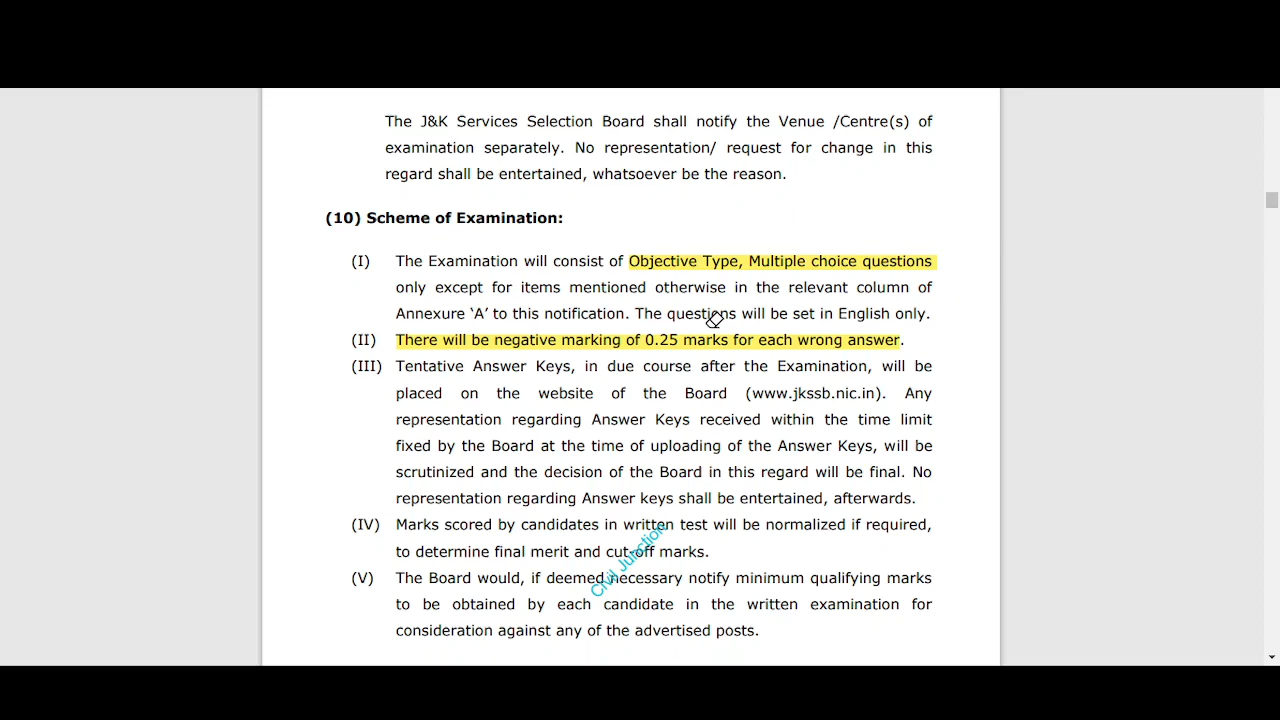 The J&K Services Selection Board shall notify the Venue /Centre(s) of
examination separately. No representation/ request for change in this
regard shall be entertained, whatsoever be the reason.
(10) Scheme of Examination:
(I) The Examination will consist of Objective Type, Multiple choice questions
only except for items mentioned otherwise in the relevant column of
Annexure ‘A’ to this notification. The questions will be set in English only.
(II) There will be negative marking of 0.25 marks for each wrong answer.
(III) Tentative Answer Keys, in due course after the Examination, will be
placed on the website of the Board (www.jkssb.nic.in). Any
representation regarding Answer Keys received within the time limit
fixed by the Board at the time of uploading of the Answer Keys, will be
scrutinized and the decision of the Board in this regard will be final. No
representation regarding Answer keys shall be entertained, afterwards.
(IV) Marks scored by candidates in written test will be normalized if required,
to determine final merit and cut-off marks.
(V) The Board would, if deemed necessary notify minimum qualifying marks
to be obtained by each candidate in the written examination for
consideration against any of the advertised posts.
Civil Junction